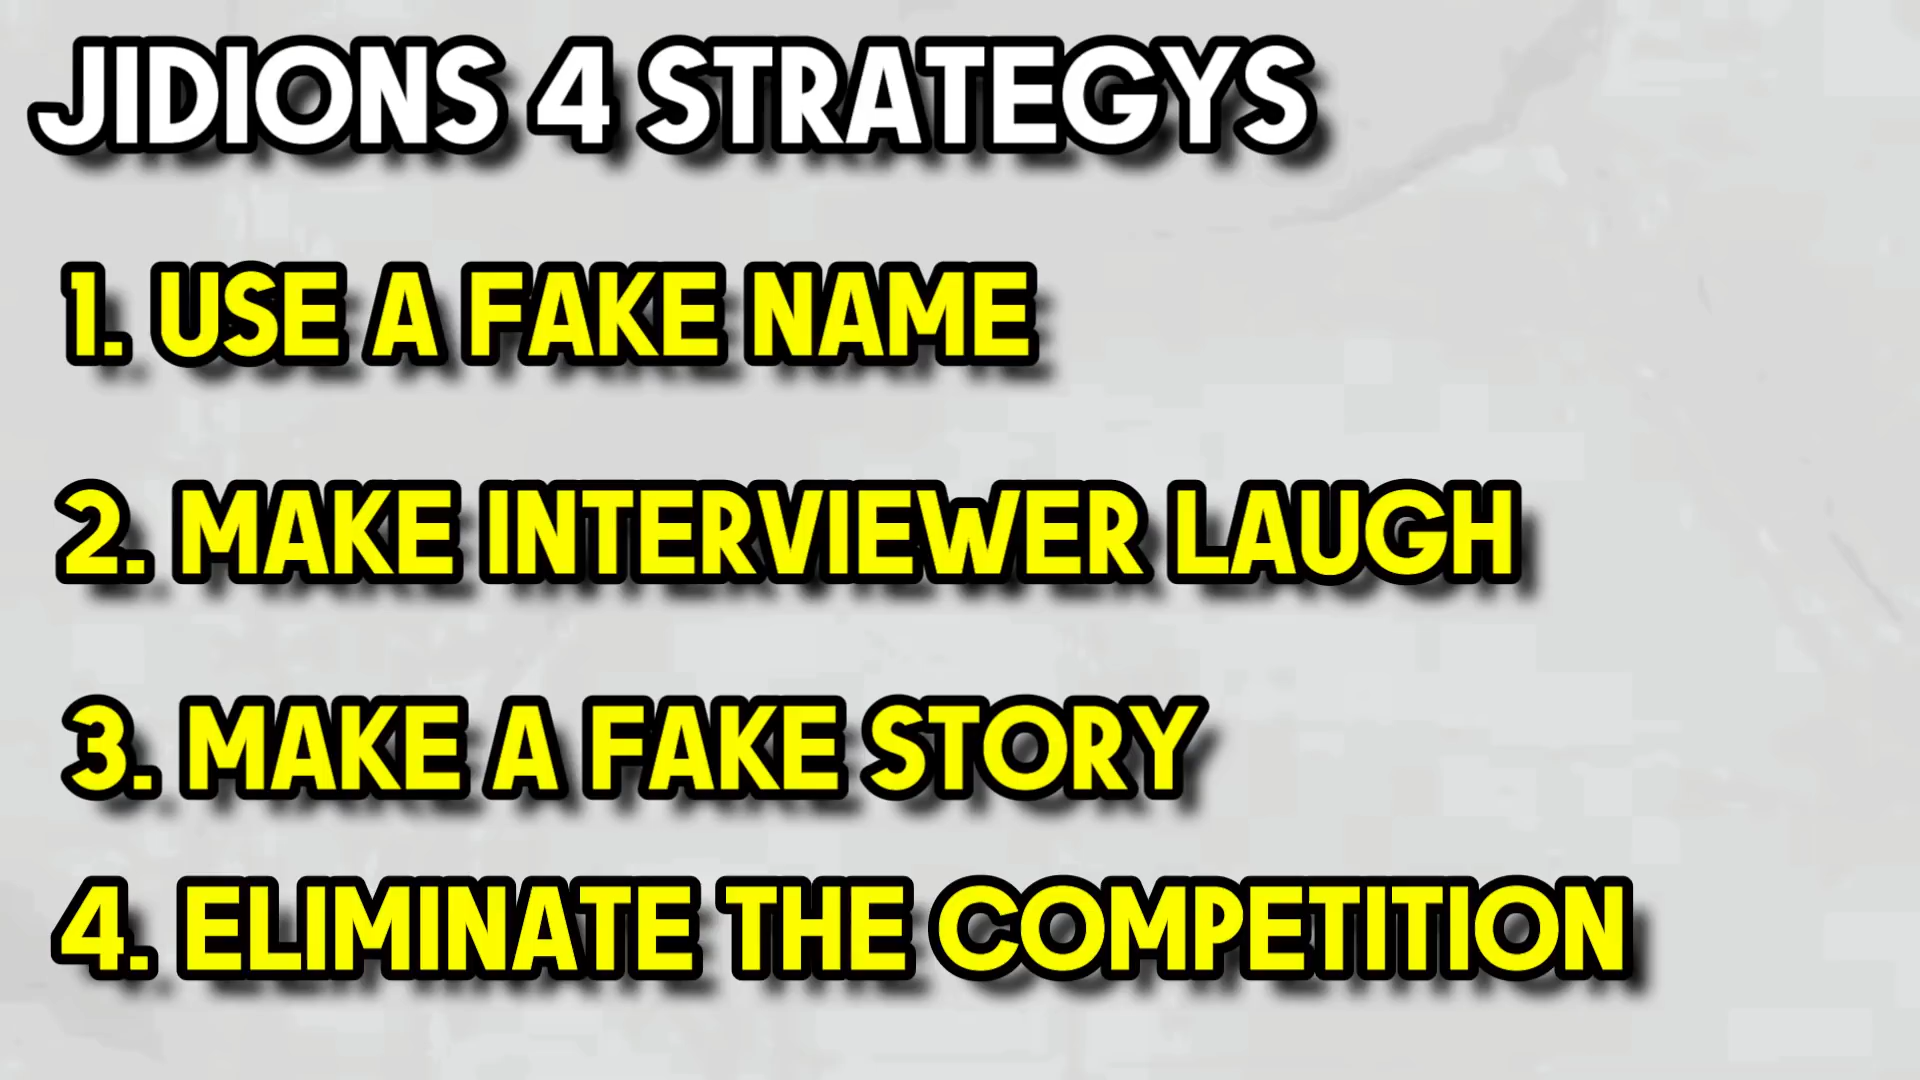 JIDIONS 4 STRATEGYS
1. USE A FAKE NAME
2. MAKE INTERVIEWER LAUGH
3. MAKE A FAKE STORY
4. ELIMINATE THE COMPETITION